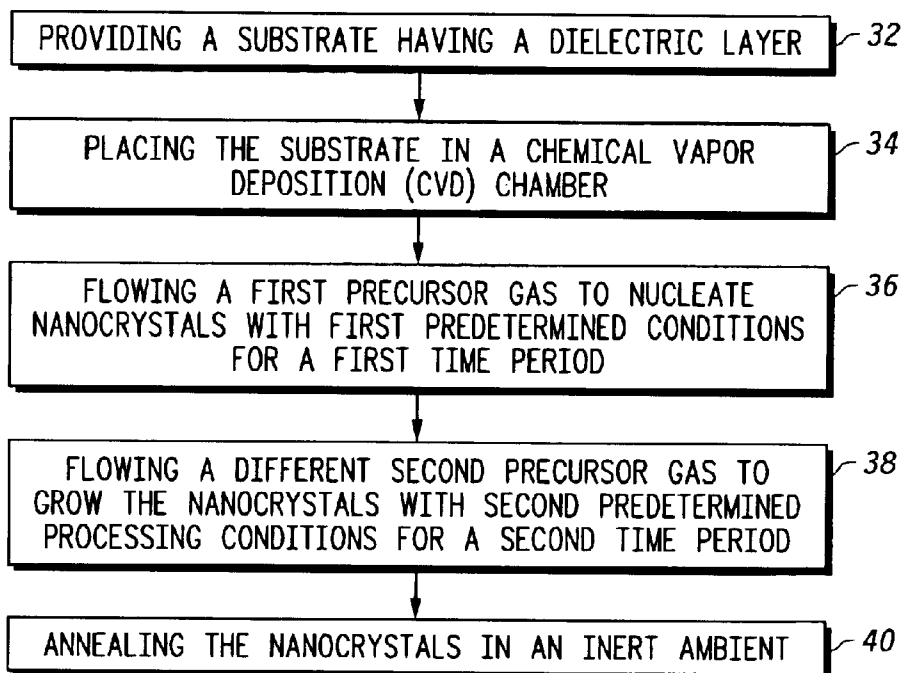 PROVIDING A SUBSTRATE HAVING A DIELECTRIC LAYER 32
PLACING THE SUBSTRATE IN A CHEMICAL VAPOR
DEPOSITION (CVD) CHAMBER
34
FLOWING A FIRST PRECURSOR GAS TO NUCLEATE
NANOCRYSTALS WITH FIRST PREDETERMINED CONDITIONS
FOR A FIRST TIME PERIOD
36
FLOWING A DIFFERENT SECOND PRECURSOR GAS TO
GROW THE NANOCRYSTALS WITH SECOND PREDETERMINED
PROCESSING CONDITIONS FOR A SECOND TIME PERIOD
38
ANNEALING THE NANOCRYSTALS IN AN INERT AMBIENT 40